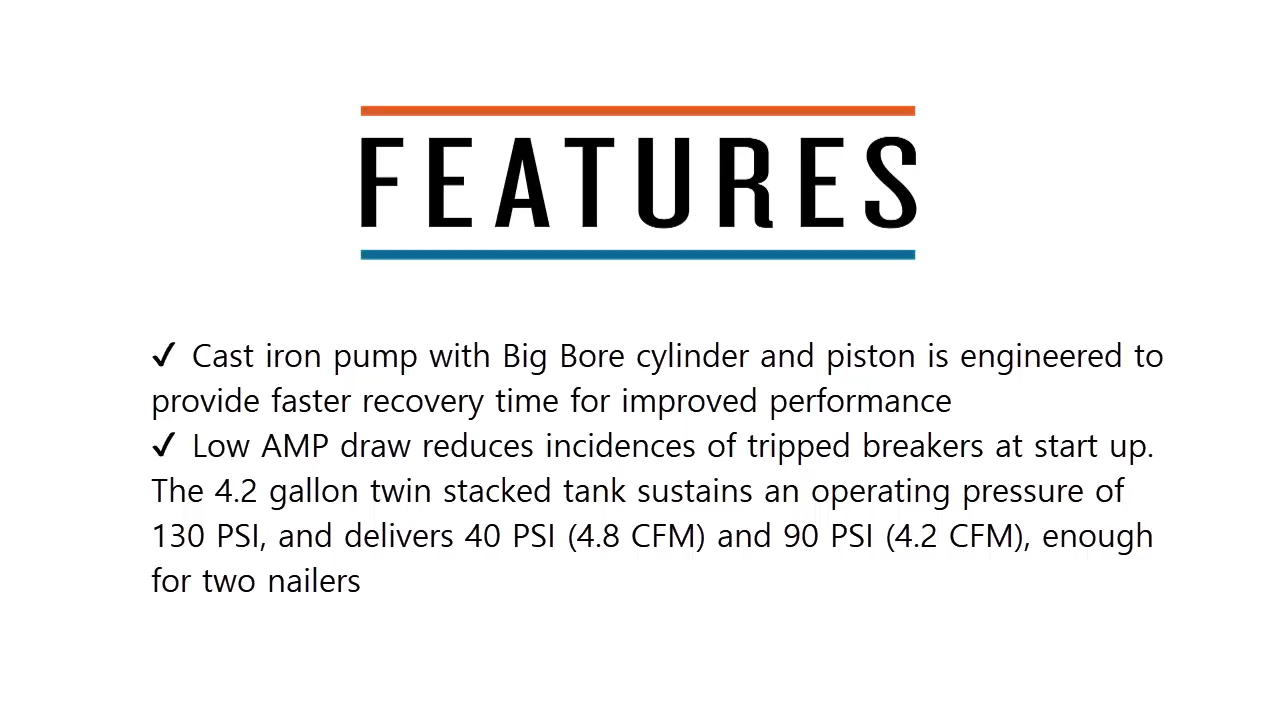 FEATURES
✓ Cast iron pump with Big Bore cylinder and piston is engineered to
provide faster recovery time for improved performance
✓ Low AMP draw reduces incidences of tripped breakers at start up.
The 4.2 gallon twin stacked tank sustains an operating pressure of
130 PSI, and delivers 40 PSI (4.8 CFM) and 90 PSI (4.2 CFM), enough
for two nailers